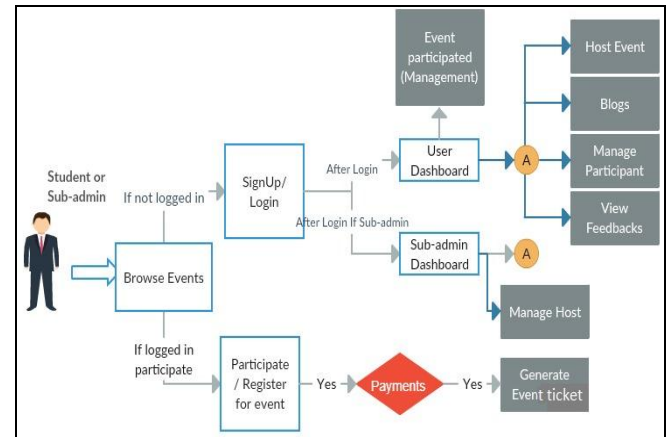 Event
participated
(Management)
Host Event
Blogs
Student or
Sub-admin
If not logged in
SignUp/
Login
After Login
User
Dashboard
A
Manage
Participant
View
Feedbacks
After Login If Sub-admin
Sub-admin
Dashboard
A
Browse Events
Manage Host
If logged in
participate
Participate
/ Register
for event
Yes
Payments
Yes
Generate
Event ticket